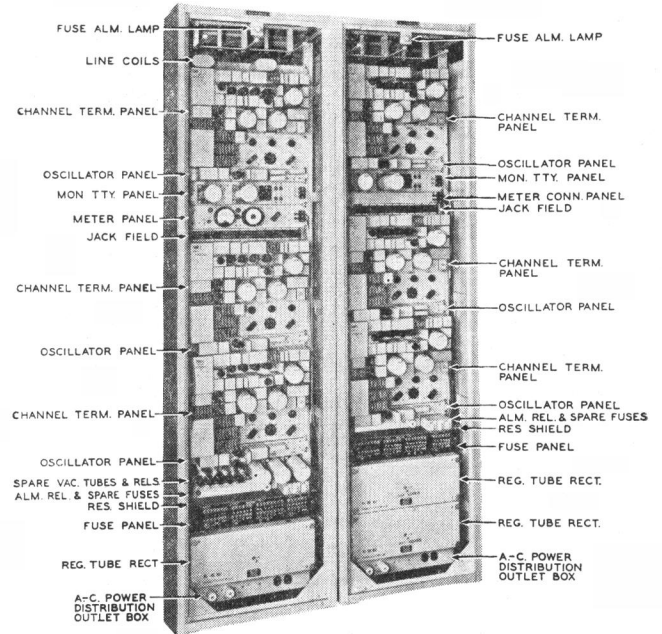 FUSE ALM. LAMP
LINE COILS
CHANNEL TERM. PANEL
OSCILLATOR PANEL
MON TTY. PANEL
METER PANEL
JACK FIELD
CHANNEL TERM. PANEL
OSCILLATOR PANEL
CHANNEL TERM. PANEL
OSCILLATOR PANEL
SPARE VAC. TUBES & RELS
ALM. REL. & SPARE FUSES
RES. SHIELD
FUSE PANEL
REG. TUBE RECT
A.-C. POWER
DISTRIBUTION
OUTLET BOX
FUSE ALM. LAMP
CHANNEL TERM.
PANEL
OSCILLATOR PANEL
MON. TTY. PANEL
METER CONN. PANEL
JACK FIELD
CHANNEL TERM.
PANEL
OSCILLATOR PANEL
CHANNEL TERM.
PANEL
OSCILLATOR PANEL
ALM. REL. & SPARE FUSES
RES SHIELD
FUSE PANEL
REG. TUBE RECT.
REG. TUBE RECT.
A.-C. POWER
DISTRIBUTION
OUTLET BOX